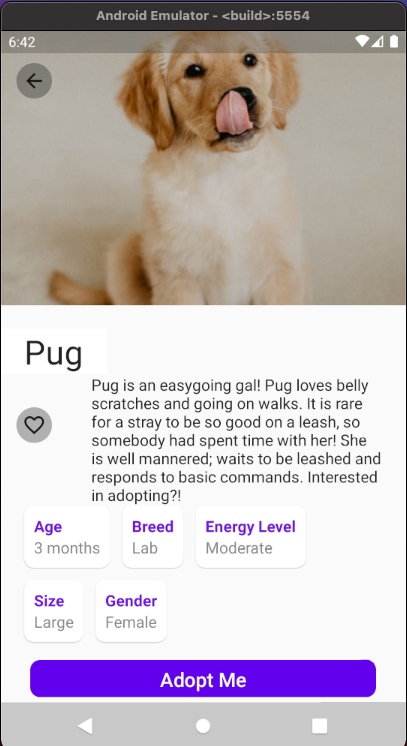 Android Emulator - <build>:5554
6:42
Pug
Pug is an easygoing gal! Pug loves belly
scratches and going on walks. It is rare
for a stray to be so good on a leash, so
somebody had spent time with her! She
is well mannered; waits to be leashed and
responds to basic commands. Interested
in adopting?!
Age
3 months
Breed
Lab
Energy Level
Moderate
Size
Large
Gender
Female
Adopt Me